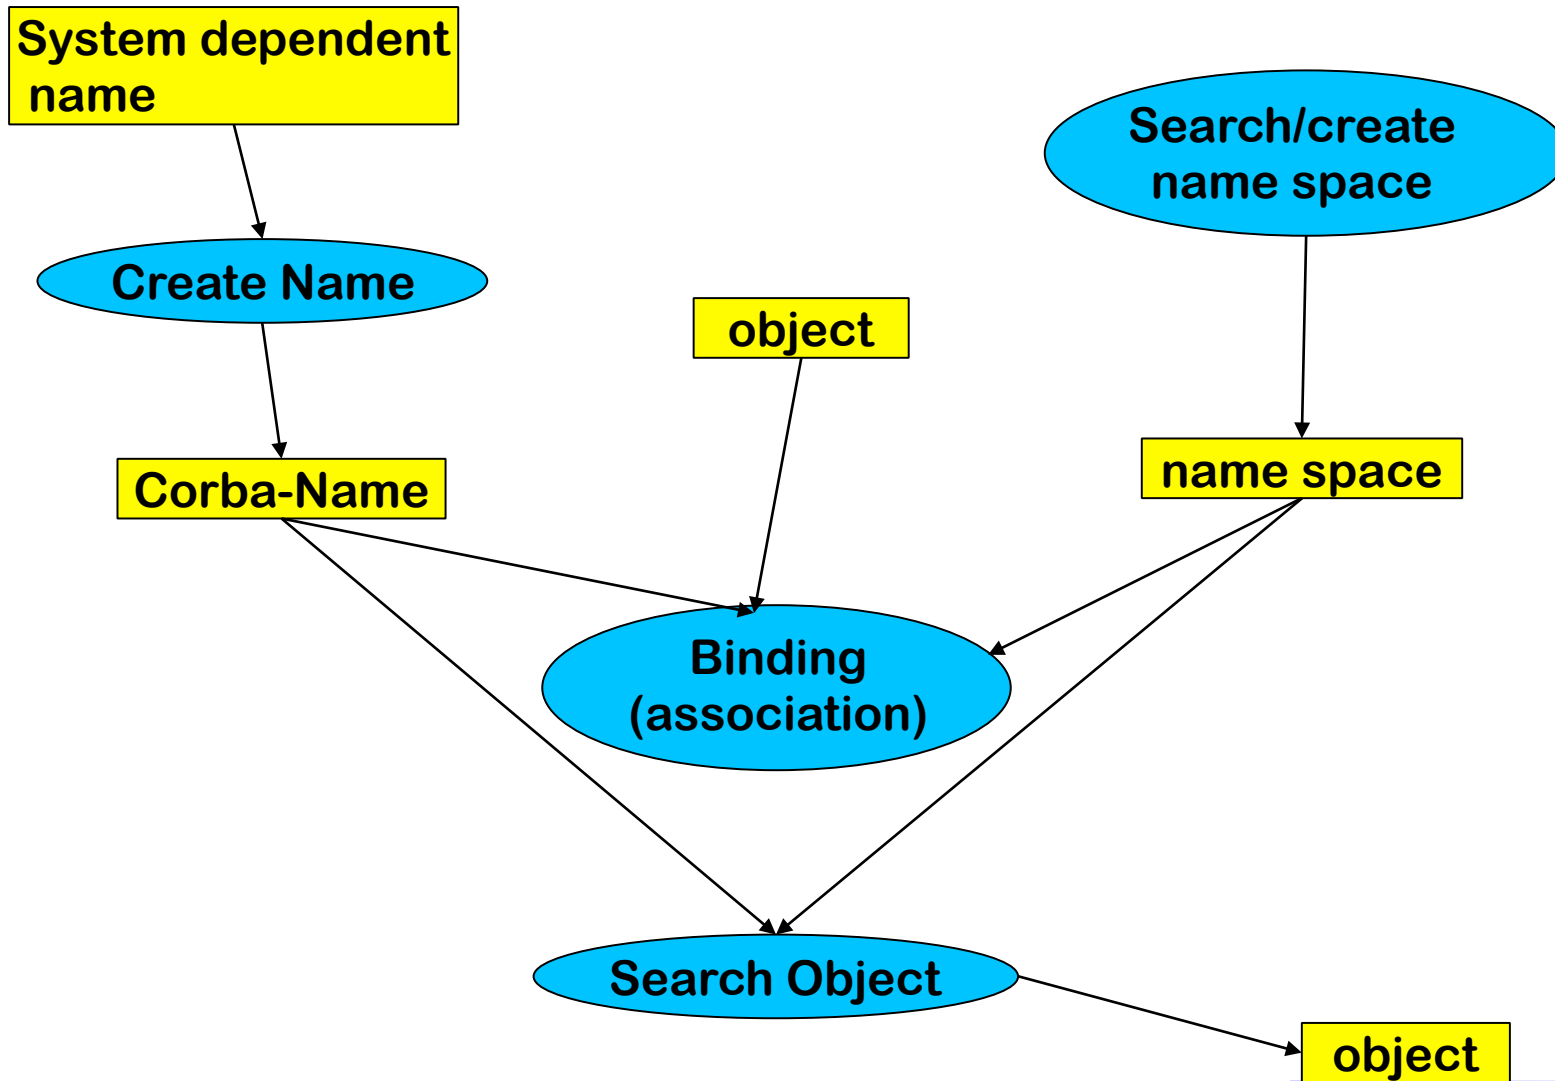 System dependent
name
Search/create
name space
Create Name
object
Corba-Name
name space
Binding
(association)
Search Object
object